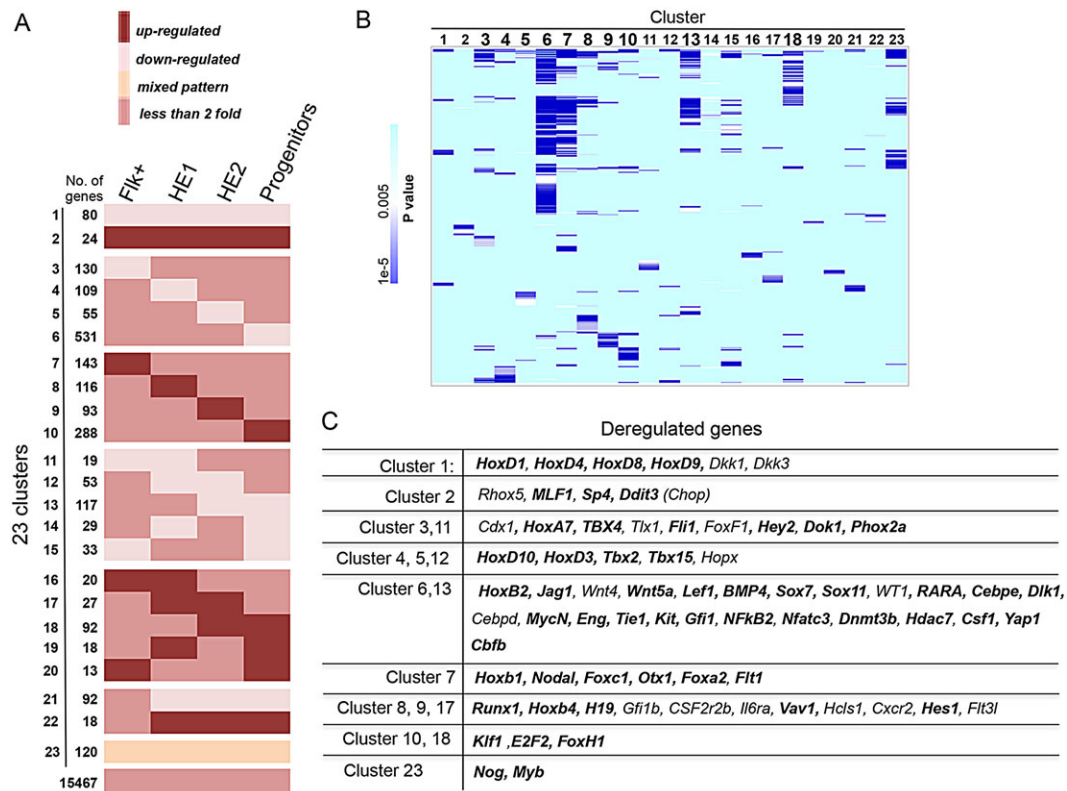 A
up-regulated
down-regulated
mixed pattern
less than 2 fold
No. of
genes
Flk+
HE1
HE2
Progenitors
23 clusters
1 80
2 24
3 130
4 109
5 55
6 531
7 143
8 116
9 93
10 288
11 19
12 53
13 117
14 29
15 33
16 20
17 27
18 92
19 18
20 13
21 92
22 18
23 120
15467
B
Cluster
1 2 3 4 5 6 7 8 9 10 11 12 13 14 15 16 17 18 19 20 21 22 23
0.005
1e-5
P value
C
Deregulated genes
Cluster 1: HoxD1, HoxD4, HoxD8, HoxD9, Dkk1, Dkk3
Cluster 2 Rhox5, MLF1, Sp4, Ddit3 (Chop)
Cluster 3,11 Cdx1, HoxA7, TBX4, Tlx1, Fli1, FoxF1, Hey2, Dok1, Phox2a
Cluster 4, 5,12 HoxD10, HoxD3, Tbx2, Tbx15, Hopx
Cluster 6,13 HoxB2, Jag1, Wnt4, Wnt5a, Lef1, BMP4, Sox7, Sox11, WT1, RARA, Cebpe, Dlk1,
Cebpd, MycN, Eng, Tie1, Kit, Gfi1, NFkB2, Nfatc3, Dnmt3b, Hdac7, Csf1, Yap1
Cbfb
Cluster 7 Hoxb1, Nodal, Foxc1, Otx1, Foxa2, Flt1
Cluster 8, 9, 17 Runx1, Hoxb4, H19, Gfi1b, CSF2r2b, Il6ra, Vav1, Hcls1, Cxcr2, Hes1, Flt3l
Cluster 10, 18 Klf1 ,E2F2, FoxH1
Cluster 23 Nog, Myb